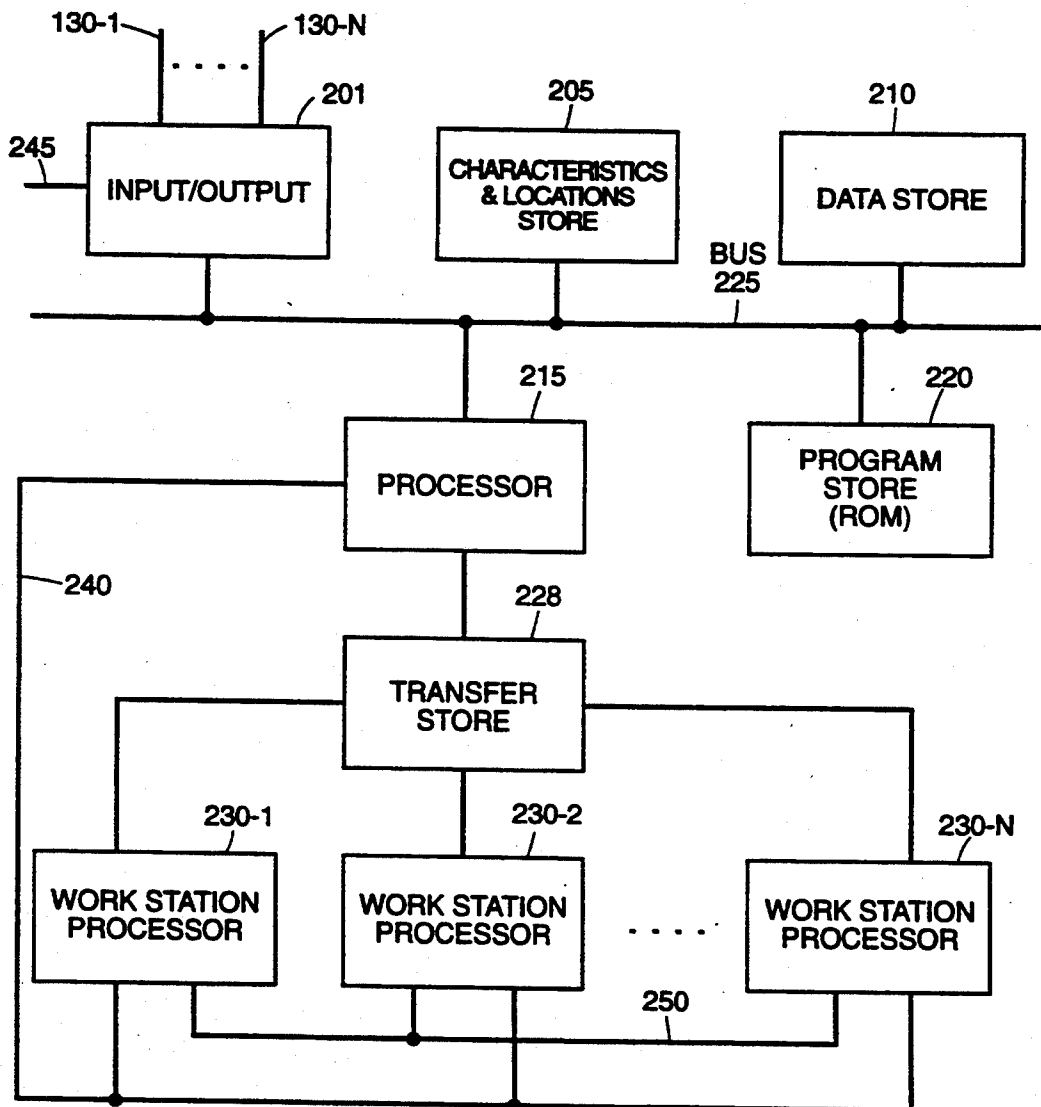 130-1
130-N
201
205
210
245
INPUT/OUTPUT
CHARACTERISTICS
& LOCATIONS
STORE
DATA STORE
BUS
225
215
220
PROCESSOR
PROGRAM
STORE
(ROM)
240
228
TRANSFER
STORE
230-1
230-2
230-N
WORK STATION
PROCESSOR
WORK STATION
PROCESSOR
WORK STATION
PROCESSOR
250